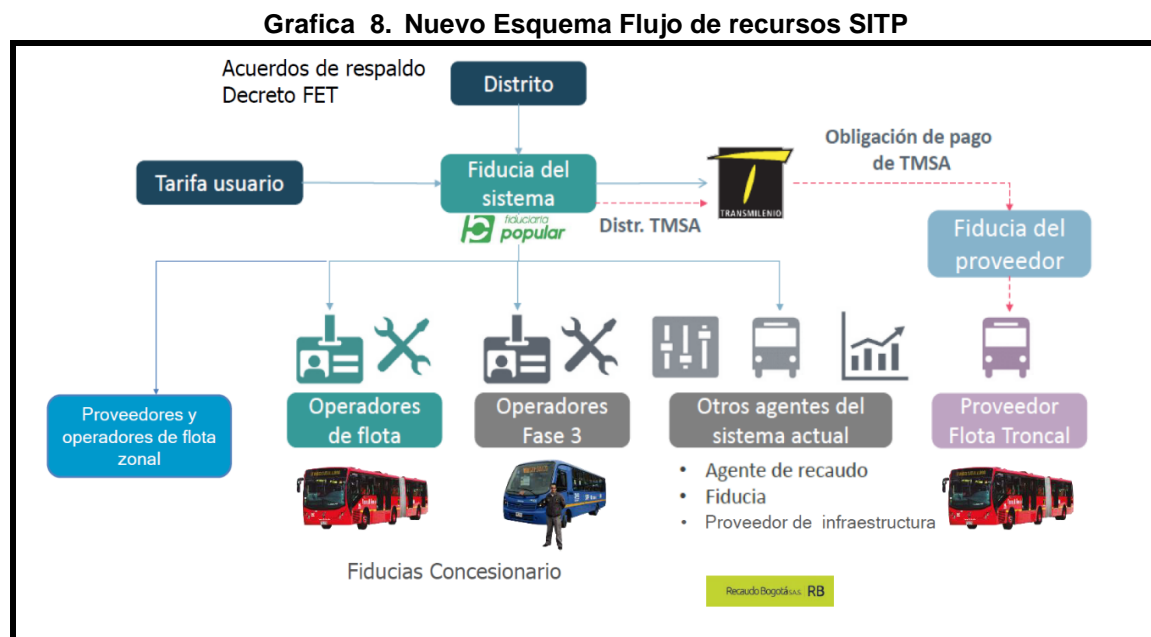 Grafica 8. Nuevo Esquema Flujo de recursos SITP
Acuerdos de respaldo
Decreto FET
Distrito
Tarifa usuario
Fiducia del
sistema
fiduciaria
popular
Distr. TMSA
TRANSMILENIO
Obligación de pago
de TMSA
Fiducia del
proveedor
Proveedores y
operadores de flota
zonal
Operadores
de flota
Operadores
Fase 3
Otros agentes del
sistema actual
• Agente de recaudo
• Fiducia
• Proveedor de infraestructura
Proveedor
Flota Troncal
Fiducias Concesionario
Recaudo Bogotá S.A.S. RB